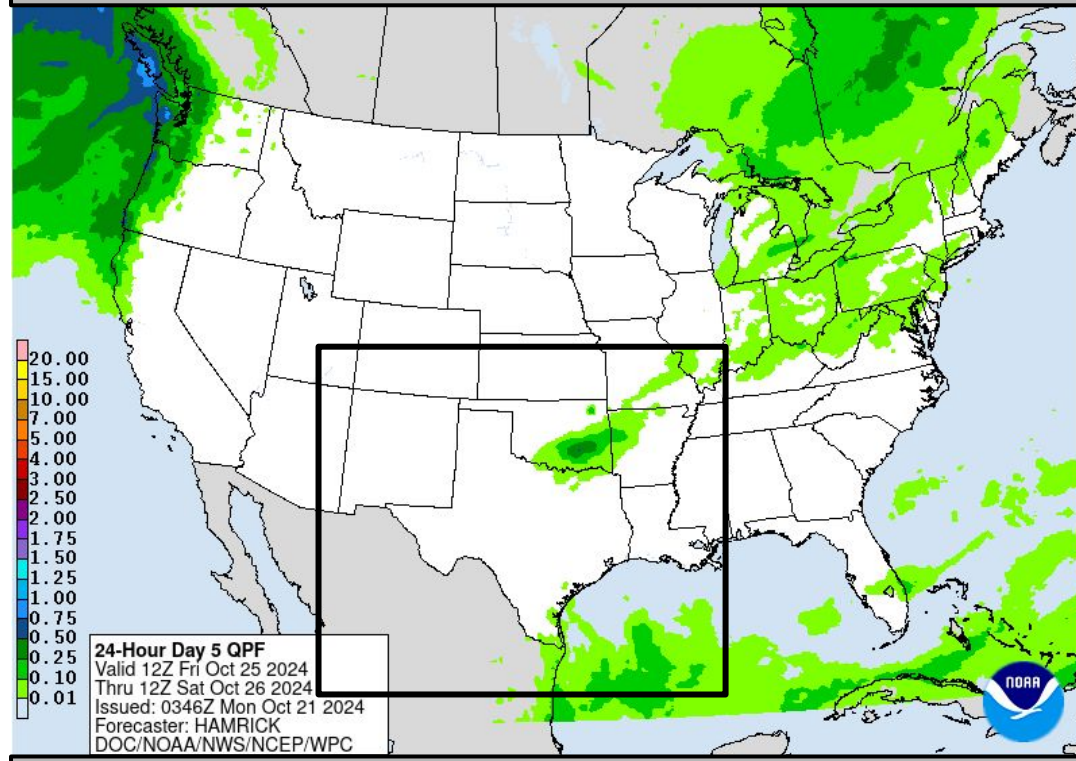 20.00
15.00
10.00
7.00
5.00
4.00
3.00
2.50
2.00
1.75
1.50
1.25
1.00
0.75
0.50
0.25
0.10
0.01
24-Hour Day 5 QPF
Valid 12Z Fri Oct 25 2024
Thru 12Z Sat Oct 26 2024
Issued: 0346Z Mon Oct 21 2024
Forecaster: HAMRICK
DOC/NOAA/NWS/NCEP/WPC
NOAA